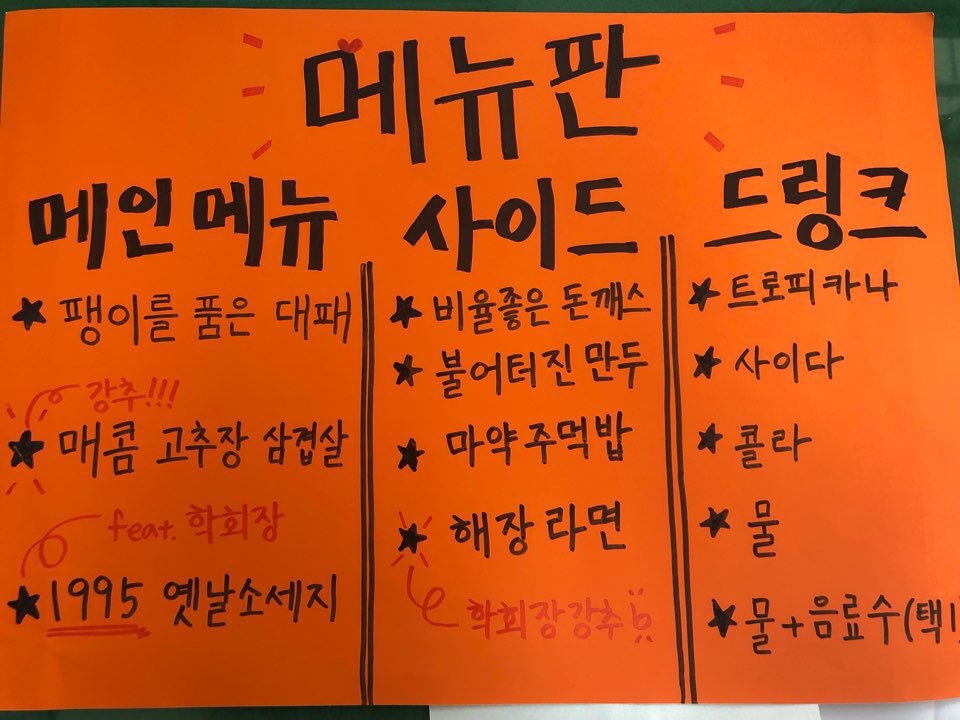 메뉴판
메인메뉴
★ 팽이를 품은 대패
강추!!!
★ 매콤 고추장 삼겹살
feat. 학회장
★ 1995 옛날소세지
사이드
★ 비율좋은 돈깨스
★ 불어터진 만두
★ 마약주먹밥
★ 해장라면
학회장강추
드링크
★ 트로피카나
★ 사이다
★ 콜라
★ 물
★ 물+음료수(택1